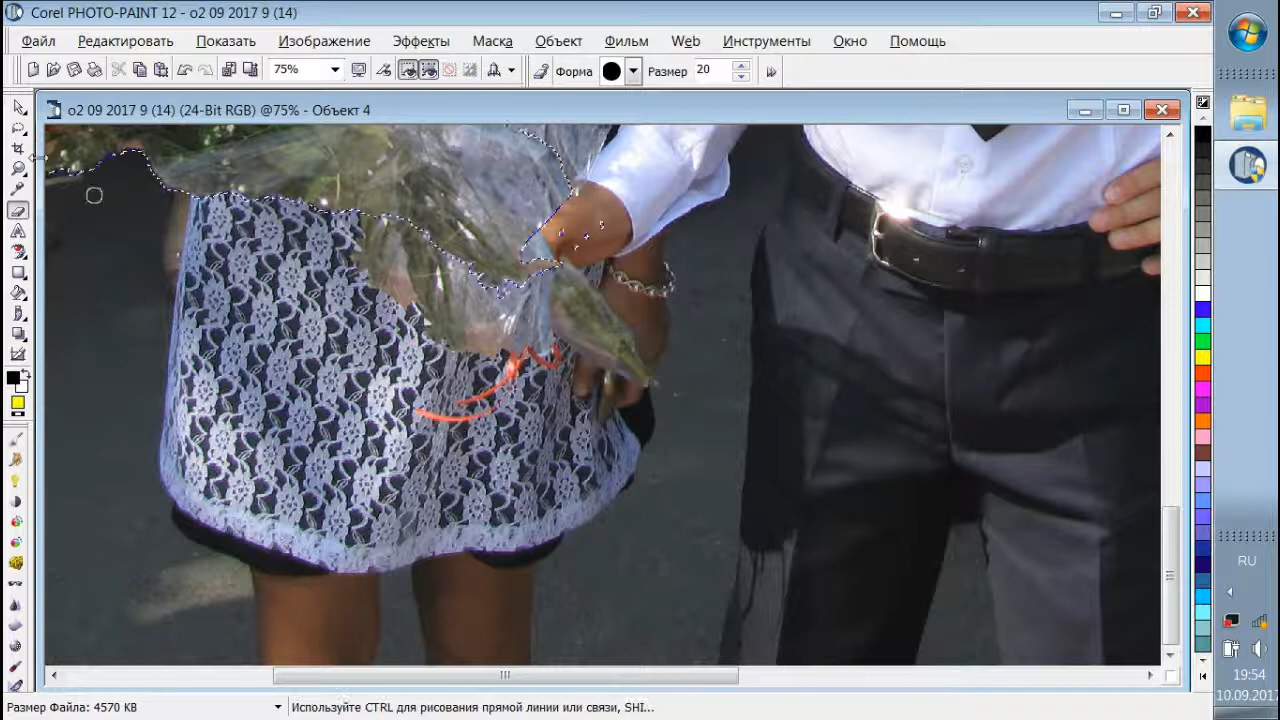 Corel PHOTO-PAINT 12 - o2 09 2017 9 (14)
Файл Редактировать Показать Изображение Эффекты Маска Объект Фильм Web Инструменты Окно Помощь
75% Форма Размер 20
o2 09 2017 9 (14) (24-Bit RGB) @75% - Объект 4
RU
19:54
10.09.2017
Размер Файла: 4570 KB Используйте CTRL для рисования прямой линии или связи, SHI...